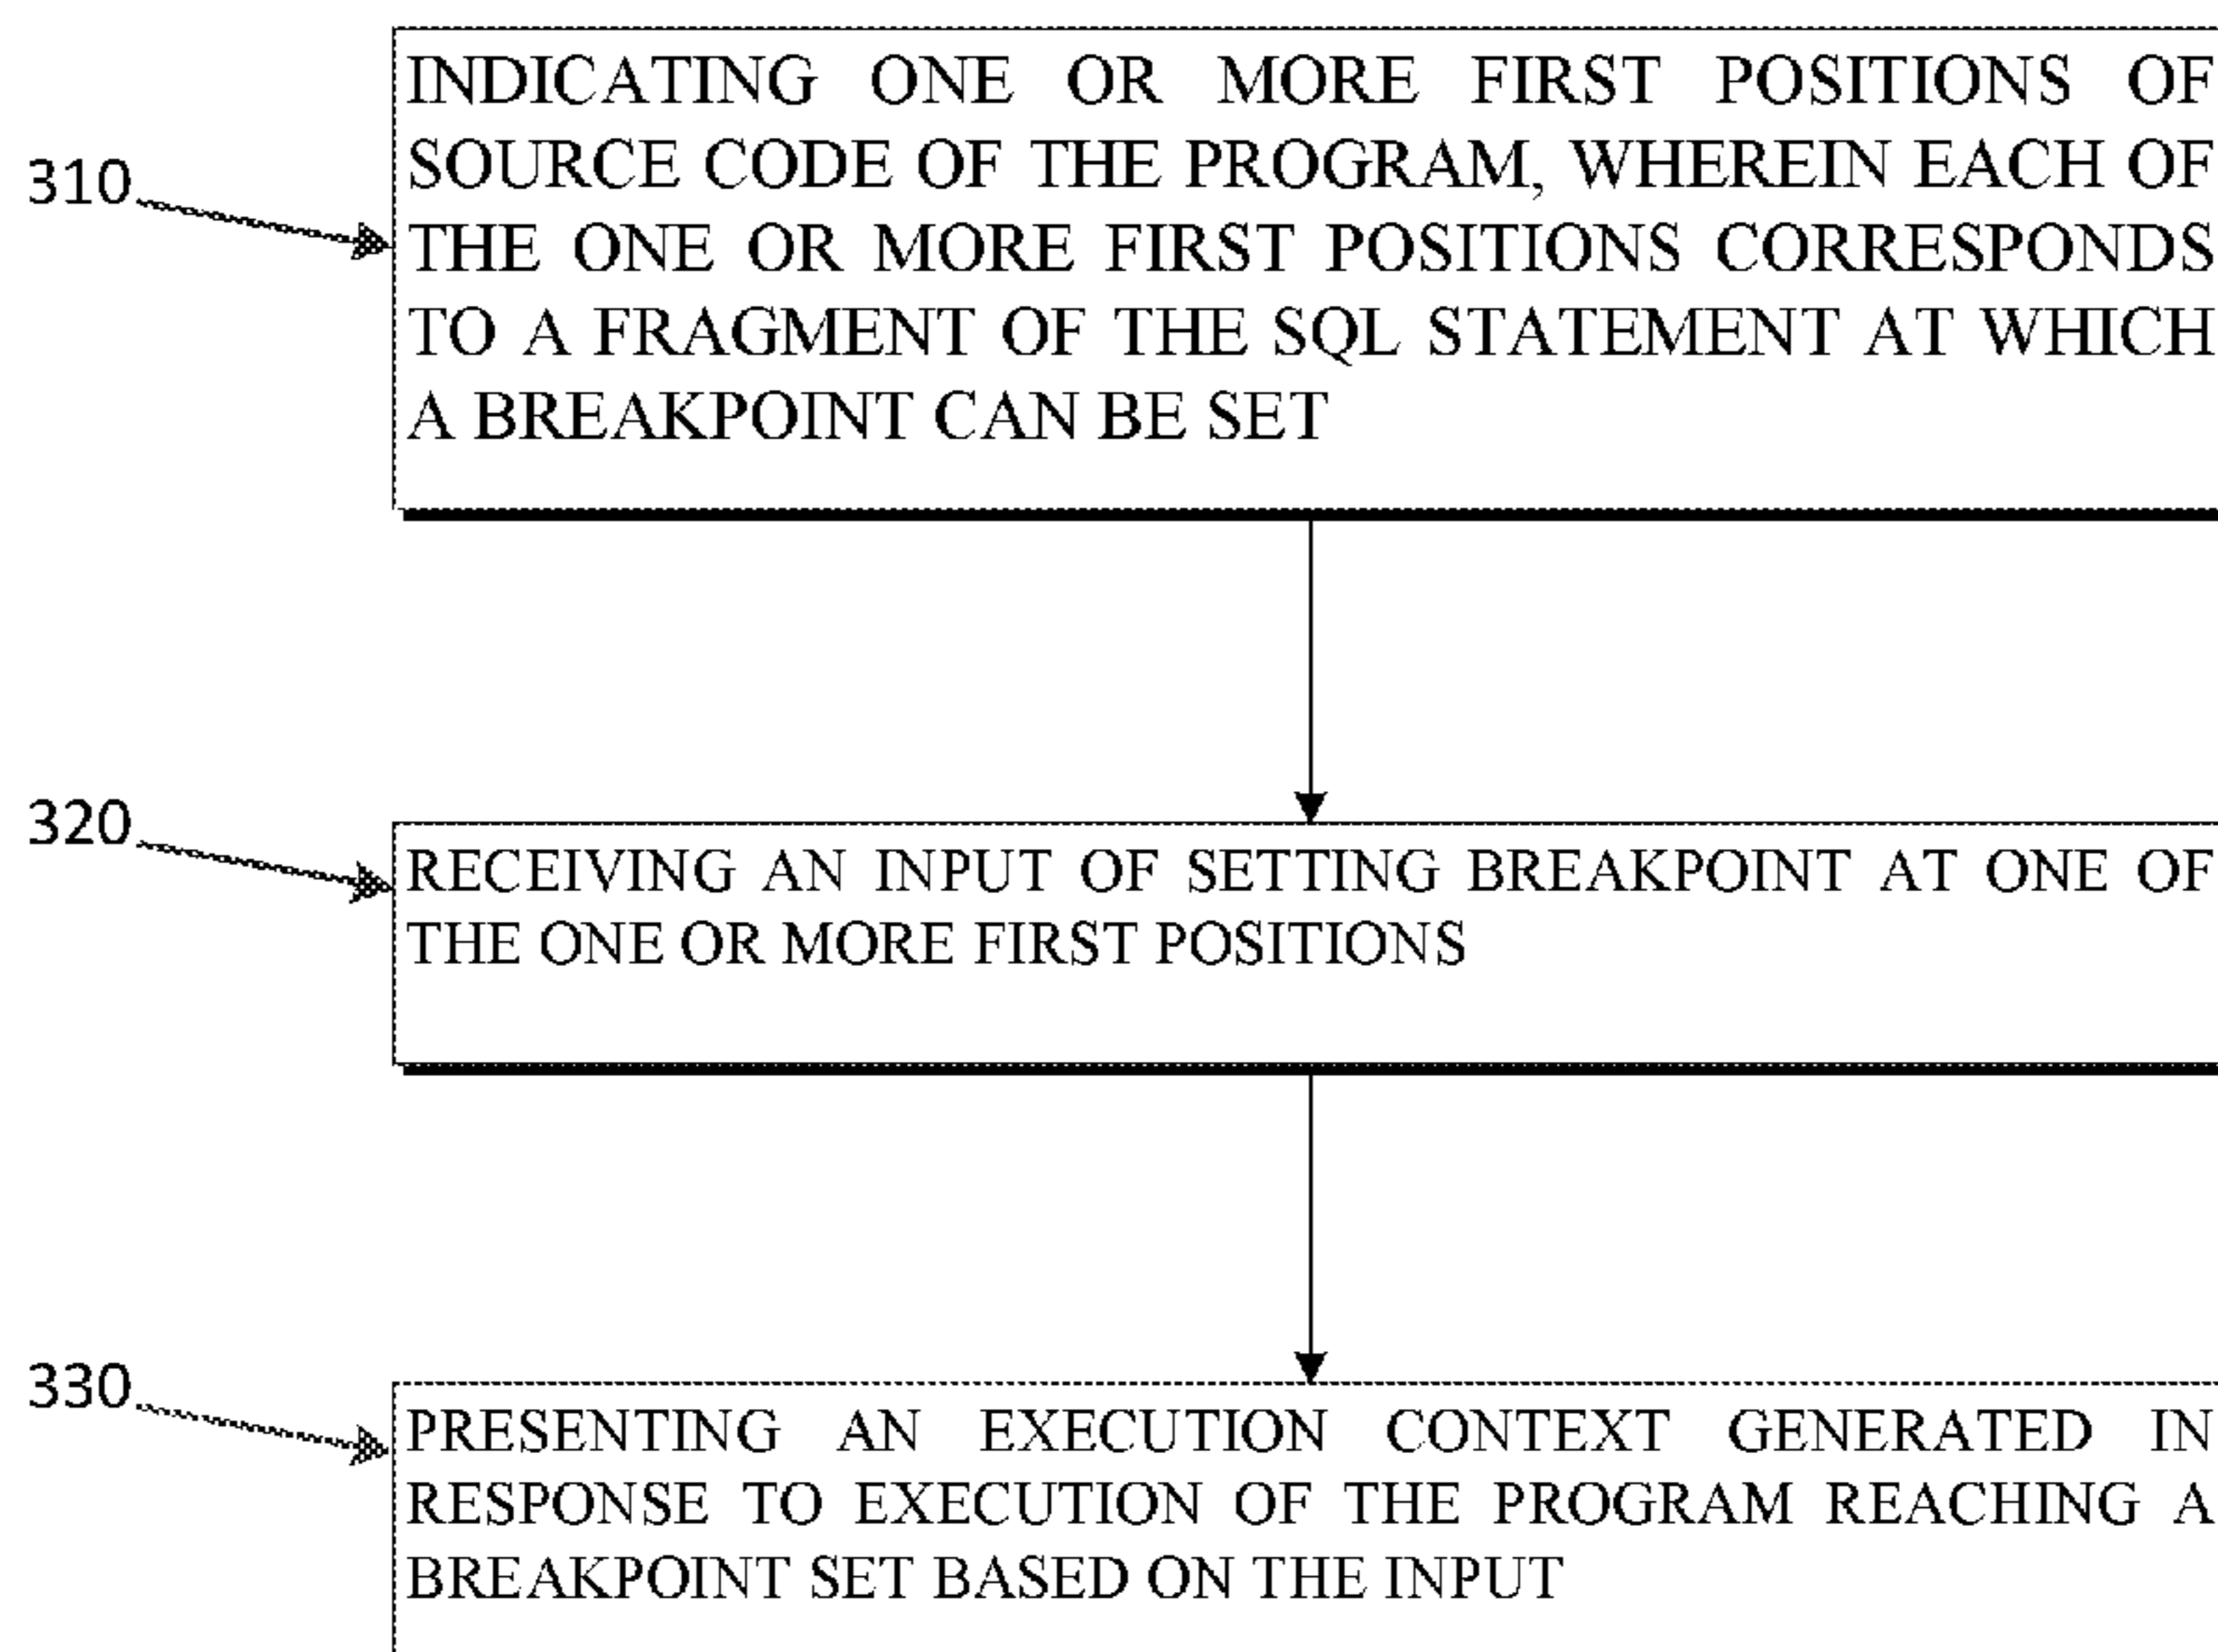 INDICATING ONE OR MORE FIRST POSITIONS OF
SOURCE CODE OF THE PROGRAM, WHEREIN EACH OF
310
THE ONE OR MORE FIRST POSITIONS CORRESPONDS
TO A FRAGMENT OF THE SQL STATEMENT AT WHICH
A BREAKPOINT CAN BE SET
320
RECEIVING AN INPUT OF SETTING BREAKPOINT AT ONE OF
THE ONE OR MORE FIRST POSITIONS
330
PRESENTING AN EXECUTION CONTEXT GENERATED IN
RESPONSE TO EXECUTION OF THE PROGRAM REACHING A
BREAKPOINT SET BASED ON THE INPUT